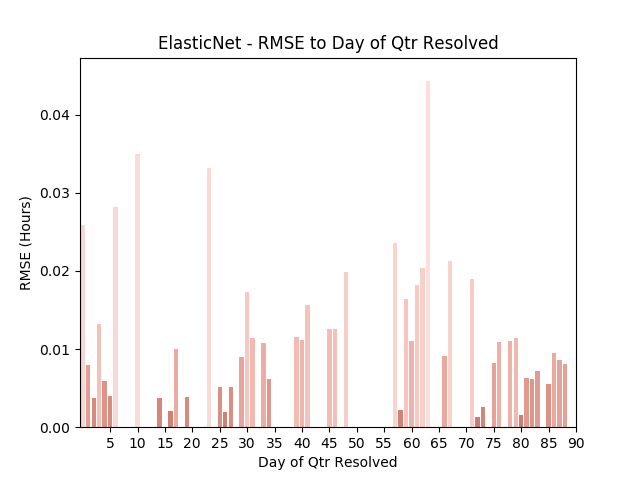 ElasticNet - RMSE to Day of Qtr Resolved
0.04
0.03
0.02
0.01
0.00
RMSE (Hours)
5 10 15 20 25 30 35 40 45 50 55 60 65 70 75 80 85 90
Day of Qtr Resolved